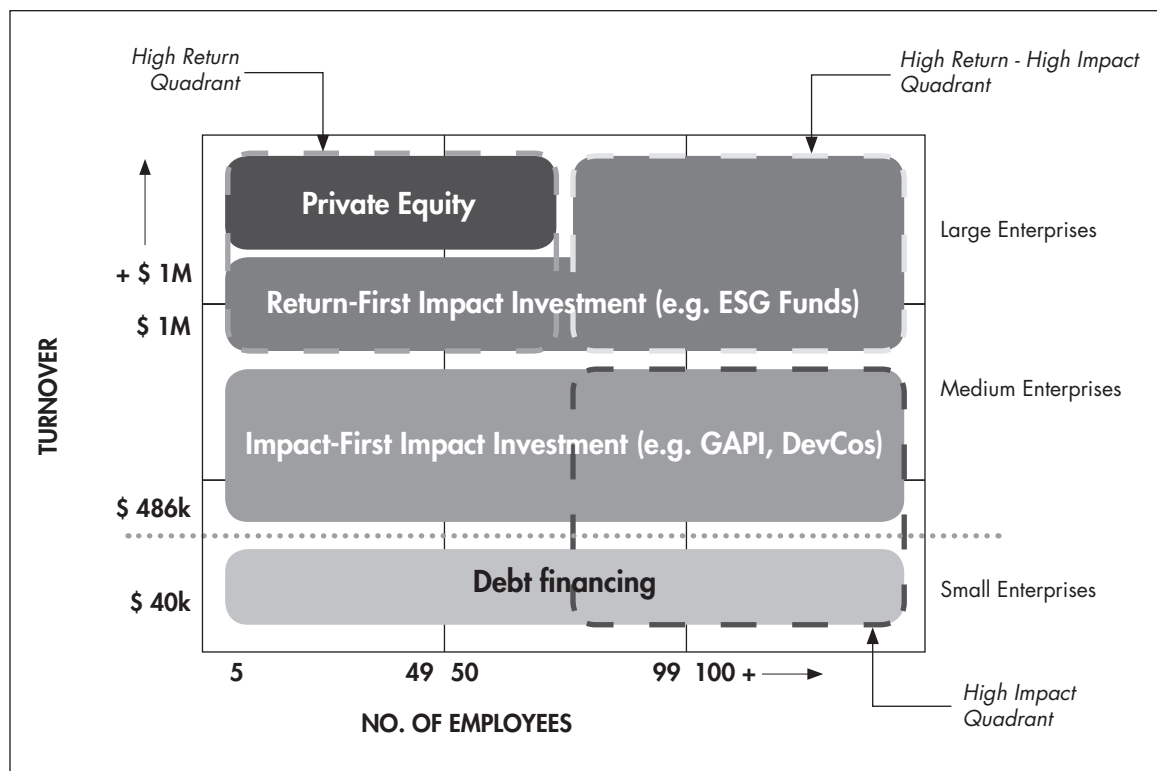 High Return
Quadrant
High Return - High Impact
Quadrant
Private Equity
Large Enterprises
+ $ 1M
Return-First Impact Investment (e.g. ESG Funds)
$ 1M
TURNOVER
Medium Enterprises
Impact-First Impact Investment (e.g. GAPI, DevCos)
$ 486k
Debt financing
Small Enterprises
$ 40k
5
49
50
99
100 +
NO. OF EMPLOYEES
High Impact
Quadrant